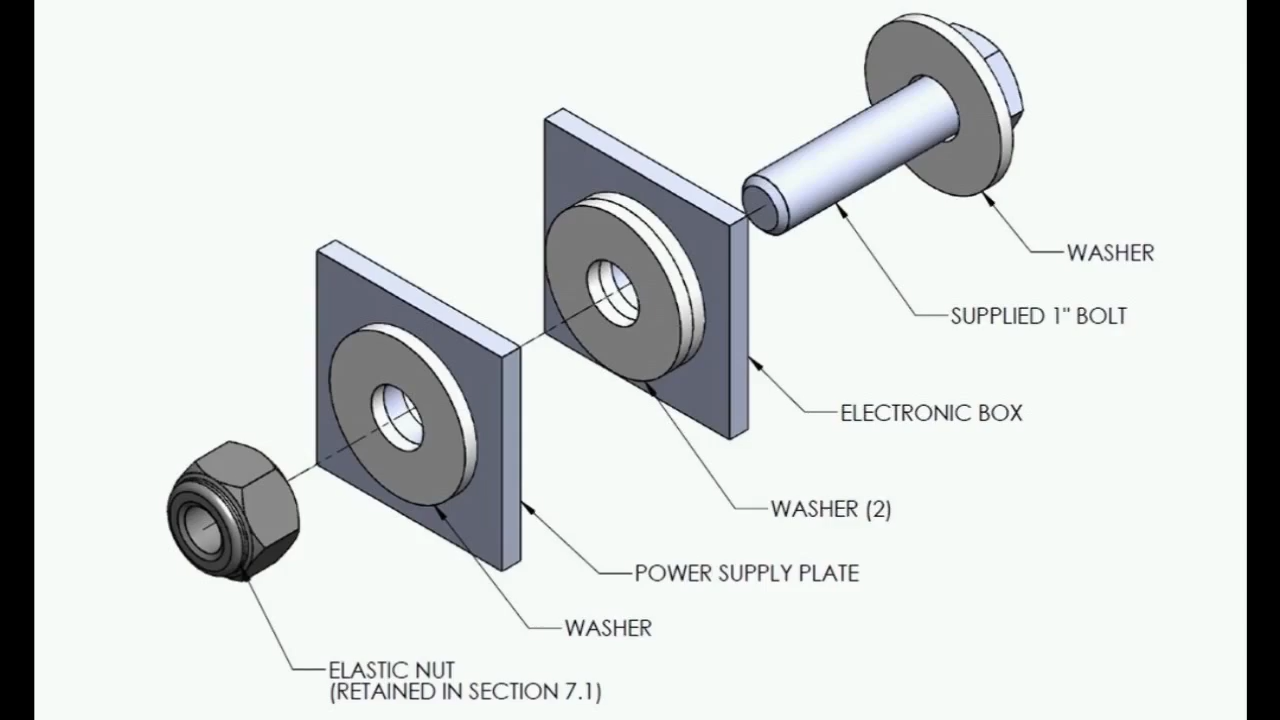 WASHER
SUPPLIED 1" BOLT
ELECTRONIC BOX
WASHER (2)
POWER SUPPLY PLATE
WASHER
ELASTIC NUT
(RETAINED IN SECTION 7.1)